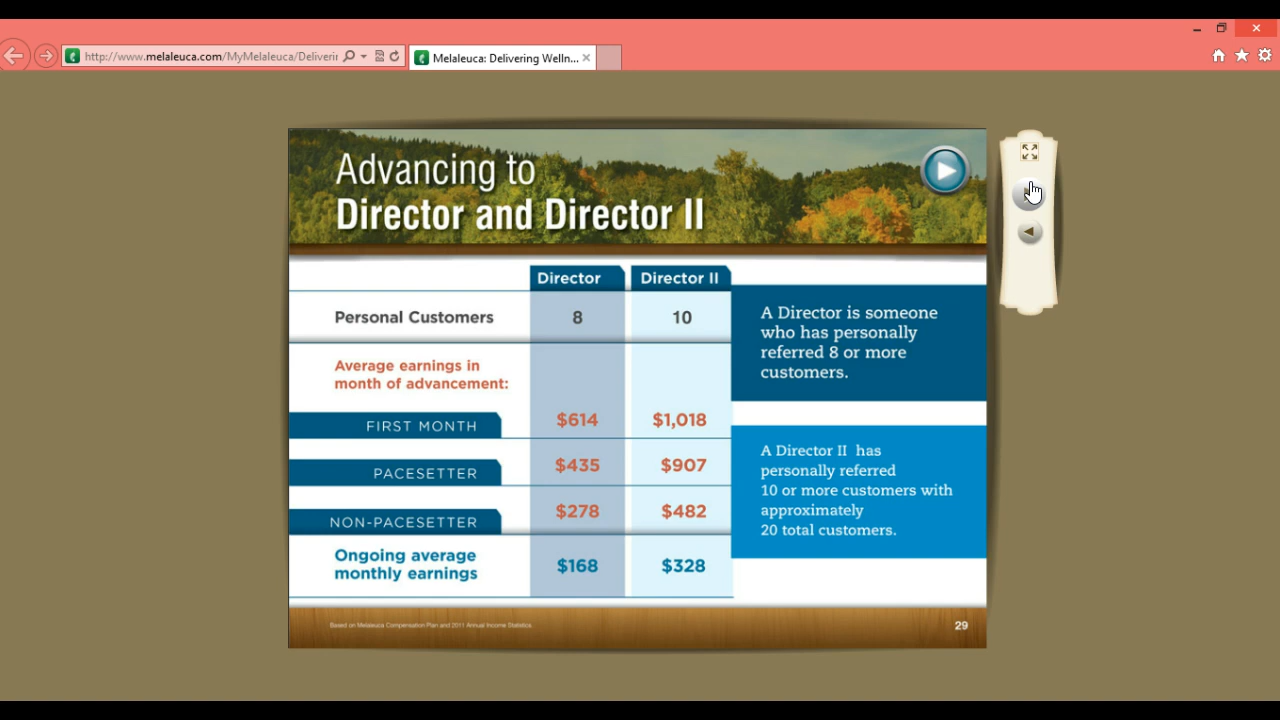 http://www.melaleuca.com/MyMelaleuca/Deliverin
Melaleuca: Delivering Welln...
Advancing to
Director and Director II
Director
Director II
Personal Customers
8
10
Average earnings in
month of advancement:
FIRST MONTH
$614
$1,018
PACESETTER
$435
$907
NON-PACESETTER
$278
$482
Ongoing average
monthly earnings
$168
$328
A Director is someone
who has personally
referred 8 or more
customers.
A Director II has
personally referred
10 or more customers with
approximately
20 total customers.
Based on Melaleuca Compensation Plan and 2011 Annual Income Statistics.
29